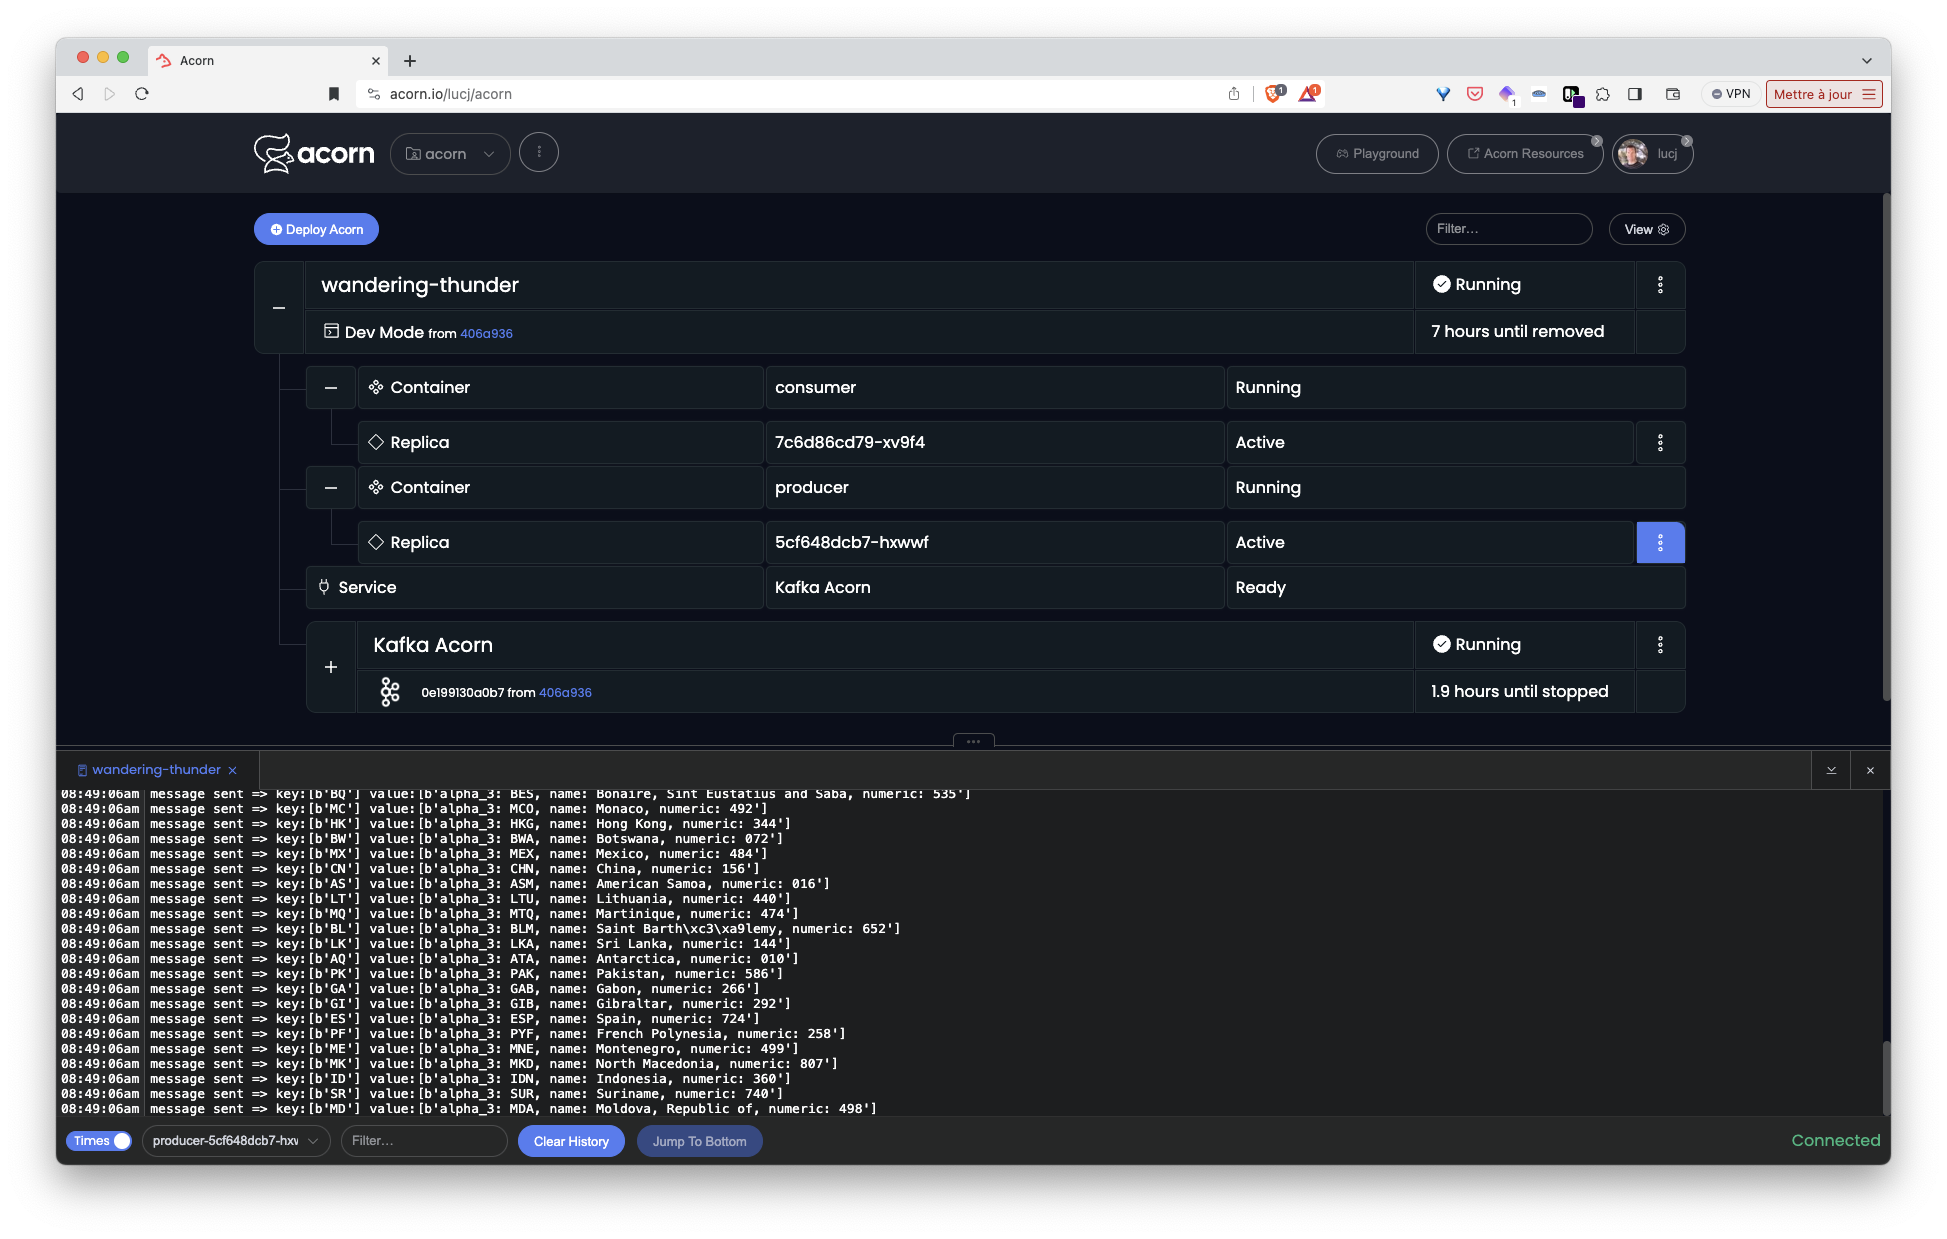 Acorn
acorn.io/lucj/acorn
1
1
1
VPN
Mettre à jour
acorn
acorn
Playground
Acorn Resources
lucj
Deploy Acorn
Filter...
View
wandering-thunder
Running
Dev Mode from 406a936
7 hours until removed
Container
consumer
Running
Replica
7c6d86cd79-xv9f4
Active
Container
producer
Running
Replica
5cf648dcb7-hxwwf
Active
Service
Kafka Acorn
Ready
Kafka Acorn
Running
0e199130a0b7 from 406a936
1.9 hours until stopped
wandering-thunder
08:49:06am message sent => key:[b'BQ'] value:[b'alpha_3: BES, name: Bonaire, Sint Eustatius and Saba, numeric: 535']
08:49:06am message sent => key:[b'MC'] value:[b'alpha_3: MCO, name: Monaco, numeric: 492']
08:49:06am message sent => key:[b'HK'] value:[b'alpha_3: HKG, name: Hong Kong, numeric: 344']
08:49:06am message sent => key:[b'BW'] value:[b'alpha_3: BWA, name: Botswana, numeric: 072']
08:49:06am message sent => key:[b'MX'] value:[b'alpha_3: MEX, name: Mexico, numeric: 484']
08:49:06am message sent => key:[b'CN'] value:[b'alpha_3: CHN, name: China, numeric: 156']
08:49:06am message sent => key:[b'AS'] value:[b'alpha_3: ASM, name: American Samoa, numeric: 016']
08:49:06am message sent => key:[b'LT'] value:[b'alpha_3: LTU, name: Lithuania, numeric: 440']
08:49:06am message sent => key:[b'MQ'] value:[b'alpha_3: MTQ, name: Martinique, numeric: 474']
08:49:06am message sent => key:[b'BL'] value:[b'alpha_3: BLM, name: Saint Barth\xc3\xa9lemy, numeric: 652']
08:49:06am message sent => key:[b'LK'] value:[b'alpha_3: LKA, name: Sri Lanka, numeric: 144']
08:49:06am message sent => key:[b'AQ'] value:[b'alpha_3: ATA, name: Antarctica, numeric: 010']
08:49:06am message sent => key:[b'PK'] value:[b'alpha_3: PAK, name: Pakistan, numeric: 586']
08:49:06am message sent => key:[b'GA'] value:[b'alpha_3: GAB, name: Gabon, numeric: 266']
08:49:06am message sent => key:[b'GI'] value:[b'alpha_3: GIB, name: Gibraltar, numeric: 292']
08:49:06am message sent => key:[b'ES'] value:[b'alpha_3: ESP, name: Spain, numeric: 724']
08:49:06am message sent => key:[b'PF'] value:[b'alpha_3: PYF, name: French Polynesia, numeric: 258']
08:49:06am message sent => key:[b'ME'] value:[b'alpha_3: MNE, name: Montenegro, numeric: 499']
08:49:06am message sent => key:[b'MK'] value:[b'alpha_3: MKD, name: North Macedonia, numeric: 807']
08:49:06am message sent => key:[b'ID'] value:[b'alpha_3: IDN, name: Indonesia, numeric: 360']
08:49:06am message sent => key:[b'SR'] value:[b'alpha_3: SUR, name: Suriname, numeric: 740']
08:49:06am message sent => key:[b'MD'] value:[b'alpha_3: MDA, name: Moldova, Republic of, numeric: 498']
Times
producer-5cf648dcb7-hxv
Filter...
Clear History
Jump To Bottom
Connected